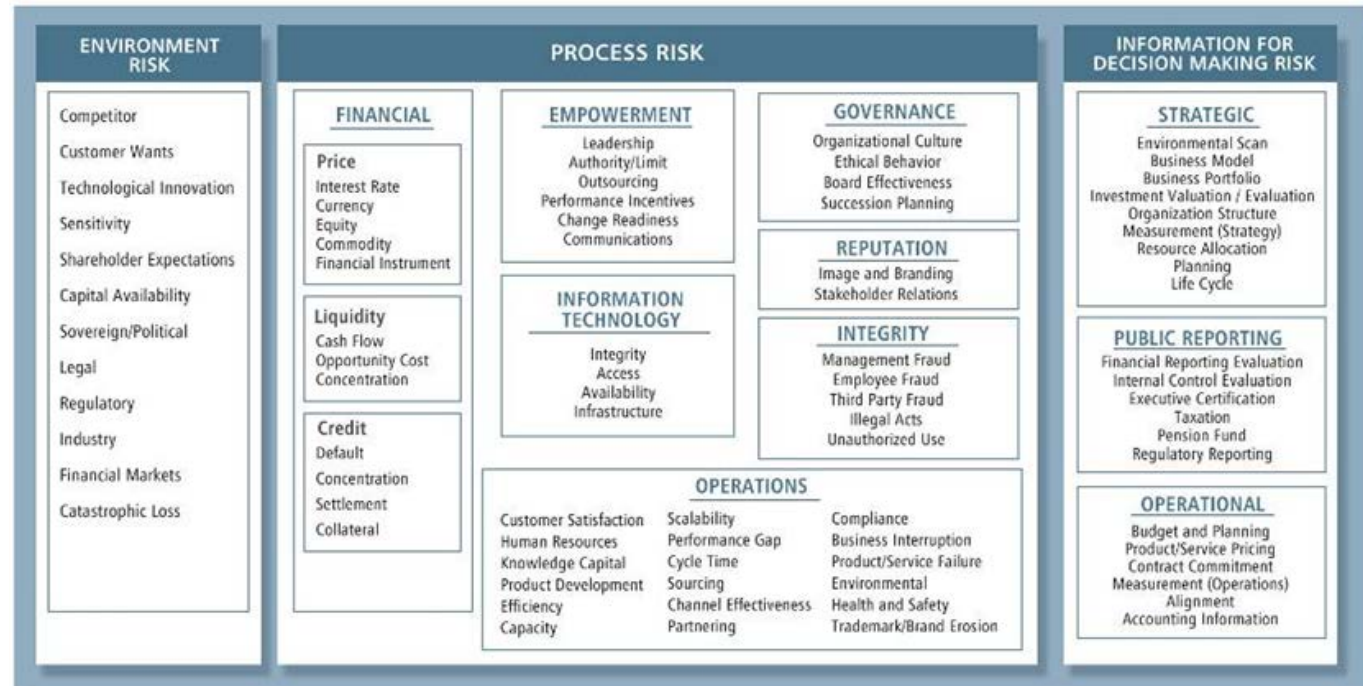 ENVIRONMENT
RISK
Competitor
Customer Wants
Technological Innovation
Sensitivity
Shareholder Expectations
Capital Availability
Sovereign/Political
Legal
Regulatory
Industry
Financial Markets
Catastrophic Loss
PROCESS RISK
FINANCIAL
Price
Interest Rate
Currency
Equity
Commodity
Financial Instrument
Liquidity
Cash Flow
Opportunity Cost
Concentration
Credit
Default
Concentration
Settlement
Collateral
EMPOWERMENT
Leadership
Authority/Limit
Outsourcing
Performance Incentives
Change Readiness
Communications
INFORMATION
TECHNOLOGY
Integrity
Access
Availability
Infrastructure
GOVERNANCE
Organizational Culture
Ethical Behavior
Board Effectiveness
Succession Planning
REPUTATION
Image and Branding
Stakeholder Relations
INTEGRITY
Management Fraud
Employee Fraud
Third Party Fraud
Illegal Acts
Unauthorized Use
OPERATIONS
Customer Satisfaction
Human Resources
Knowledge Capital
Product Development
Efficiency
Capacity
Scalability
Performance Gap
Cycle Time
Sourcing
Channel Effectiveness
Partnering
Compliance
Business Interruption
Product/Service Failure
Environmental
Health and Safety
Trademark/Brand Erosion
INFORMATION FOR
DECISION MAKING RISK
STRATEGIC
Environmental Scan
Business Model
Business Portfolio
Investment Valuation / Evaluation
Organization Structure
Measurement (Strategy)
Resource Allocation
Planning
Life Cycle
PUBLIC REPORTING
Financial Reporting Evaluation
Internal Control Evaluation
Executive Certification
Taxation
Pension Fund
Regulatory Reporting
OPERATIONAL
Budget and Planning
Product/Service Pricing
Contract Commitment
Measurement (Operations)
Alignment
Accounting Information